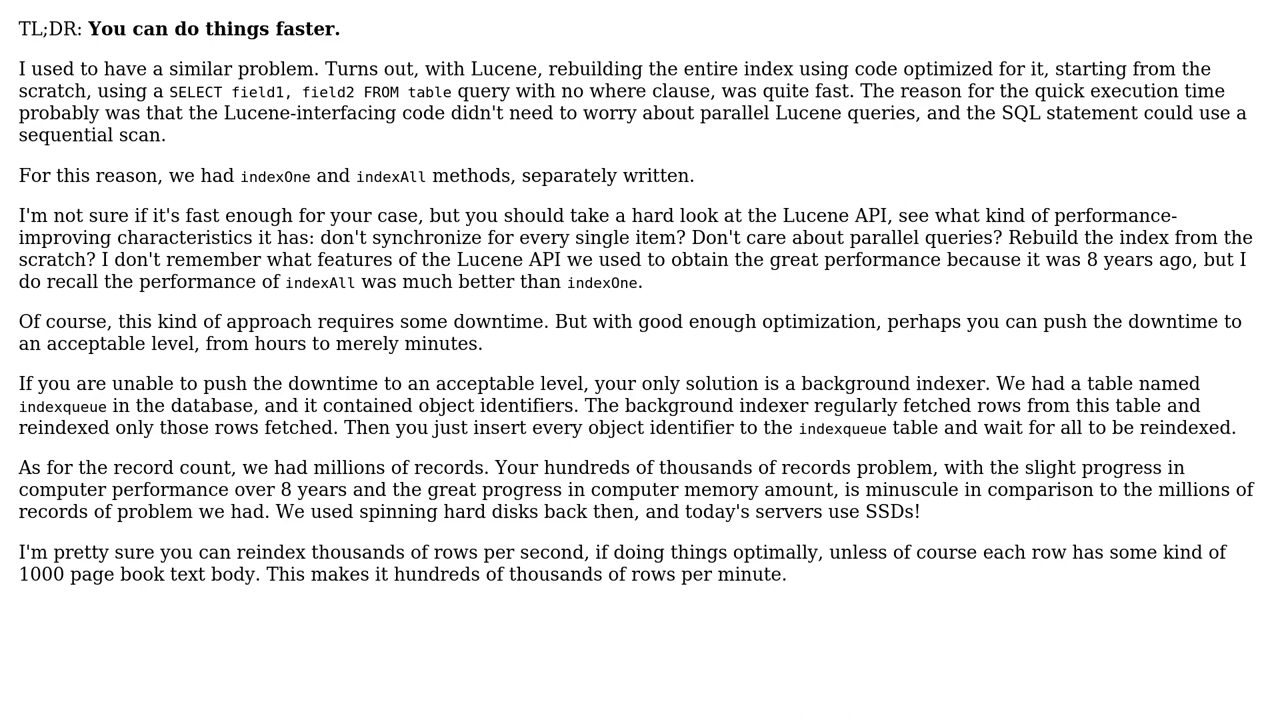 TL;DR: You can do things faster.
I used to have a similar problem. Turns out, with Lucene, rebuilding the entire index using code optimized for it, starting from the
scratch, using a SELECT field1, field2 FROM table query with no where clause, was quite fast. The reason for the quick execution time
probably was that the Lucene-interfacing code didn't need to worry about parallel Lucene queries, and the SQL statement could use a
sequential scan.
For this reason, we had indexOne and indexAll methods, separately written.
I'm not sure if it's fast enough for your case, but you should take a hard look at the Lucene API, see what kind of performance-
improving characteristics it has: don't synchronize for every single item? Don't care about parallel queries? Rebuild the index from the
scratch? I don't remember what features of the Lucene API we used to obtain the great performance because it was 8 years ago, but I
do recall the performance of indexAll was much better than indexOne.
Of course, this kind of approach requires some downtime. But with good enough optimization, perhaps you can push the downtime to
an acceptable level, from hours to merely minutes.
If you are unable to push the downtime to an acceptable level, your only solution is a background indexer. We had a table named
indexqueue in the database, and it contained object identifiers. The background indexer regularly fetched rows from this table and
reindexed only those rows fetched. Then you just insert every object identifier to the indexqueue table and wait for all to be reindexed.
As for the record count, we had millions of records. Your hundreds of thousands of records problem, with the slight progress in
computer performance over 8 years and the great progress in computer memory amount, is minuscule in comparison to the millions of
records of problem we had. We used spinning hard disks back then, and today's servers use SSDs!
I'm pretty sure you can reindex thousands of rows per second, if doing things optimally, unless of course each row has some kind of
1000 page book text body. This makes it hundreds of thousands of rows per minute.